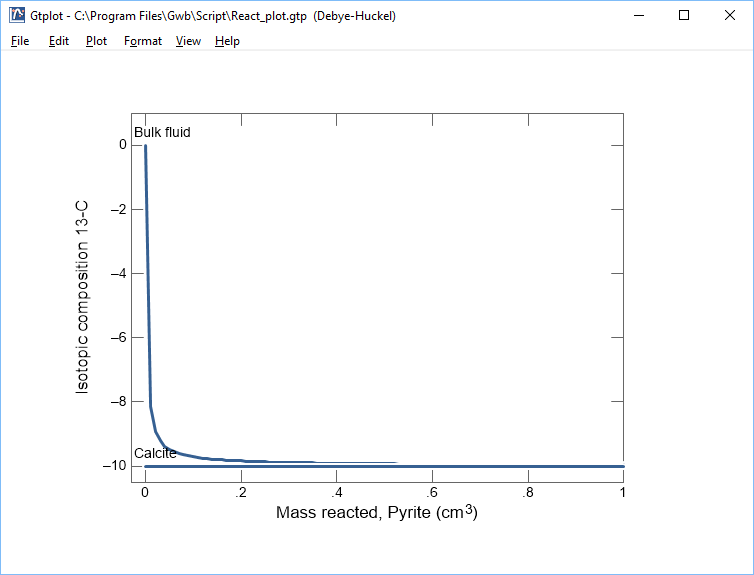 Gtplot - C:\Program Files\Gwb\Script\React_plot.gtp (Debye-Huckel)
File Edit Plot Format View Help
Bulk fluid
0
–2
–4
–6
–8
–10
Isotopic composition 13-C
Calcite
0 .2 .4 .6 .8 1
Mass reacted, Pyrite (cm3)